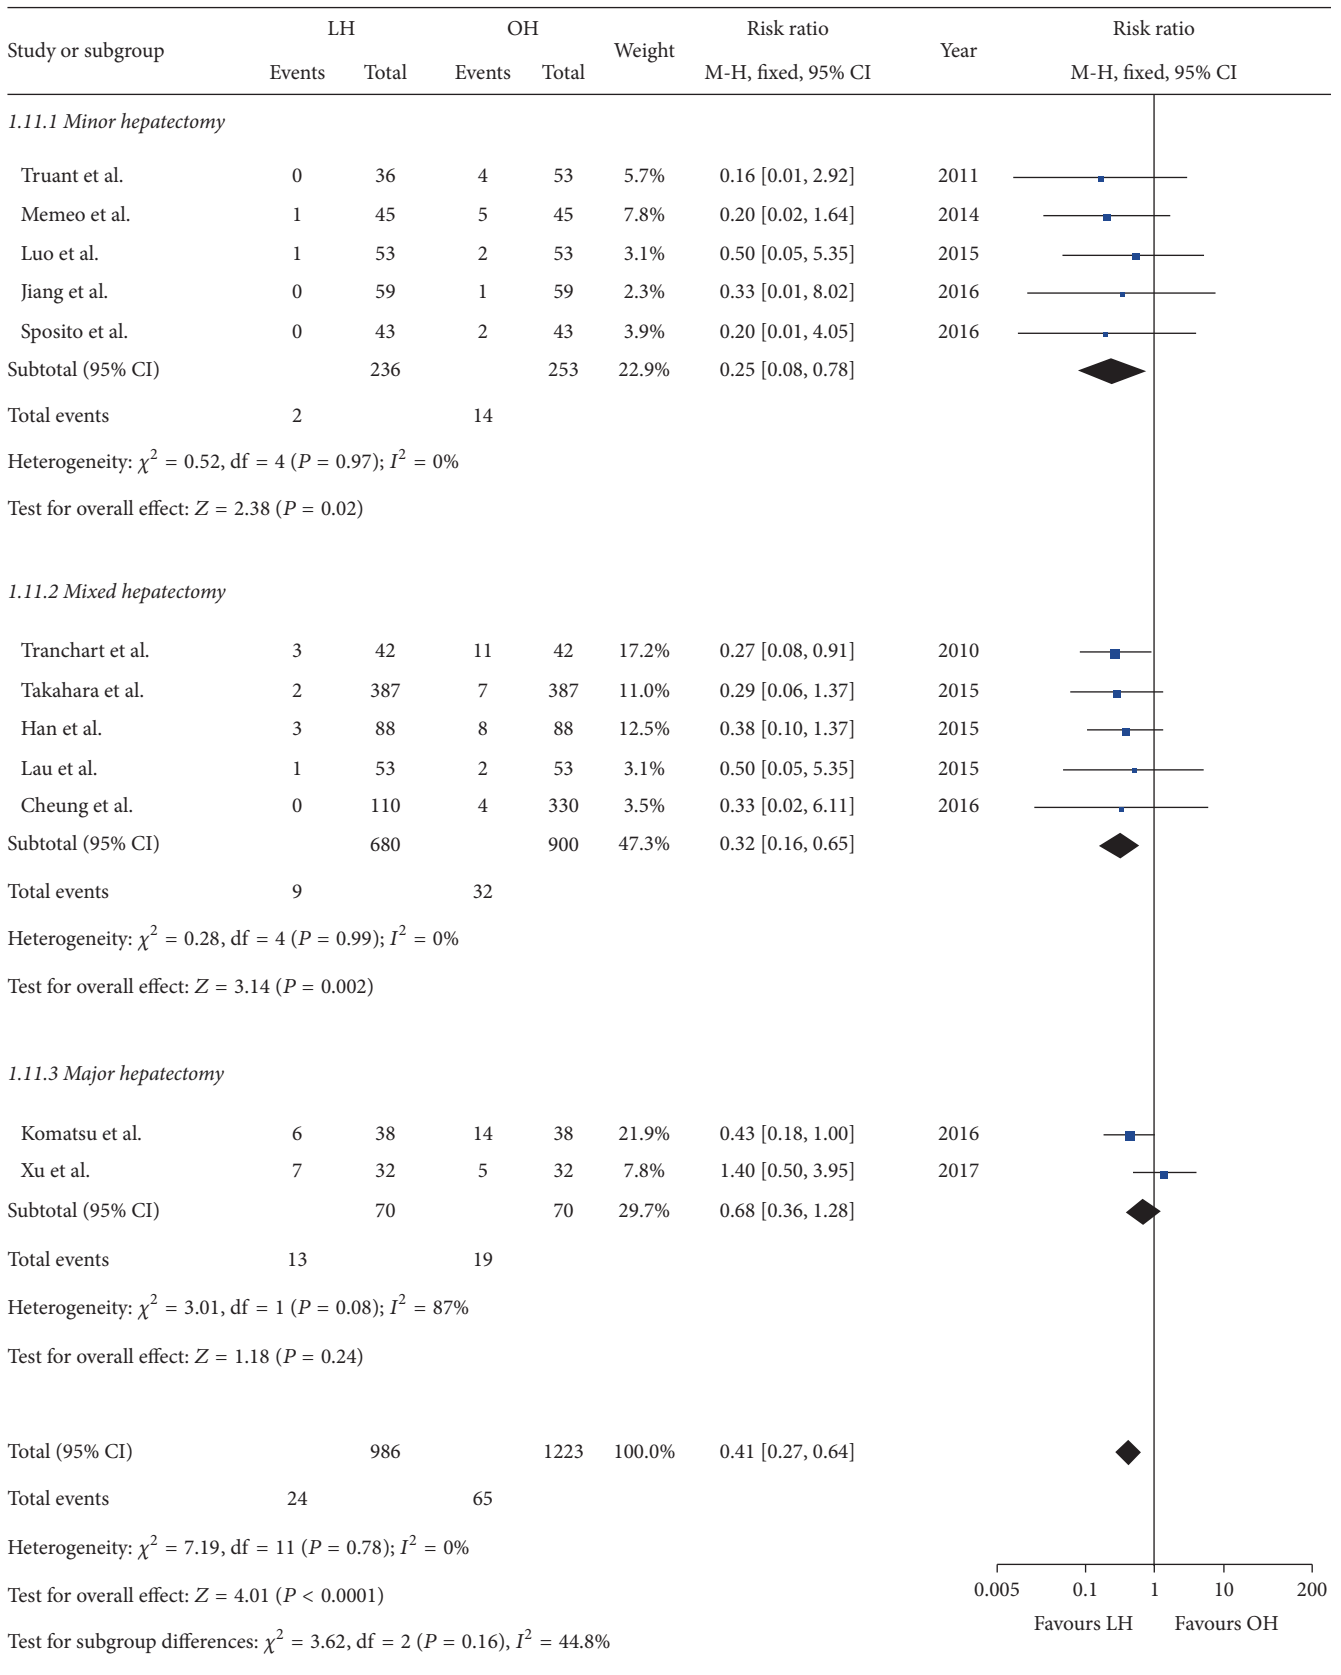 Study or subgroup LH OH Weight Risk ratio Year Risk ratio
Events Total Events Total M-H, fixed, 95% CI M-H, fixed, 95% CI
1.11.1 Minor hepatectomy
Truant et al. 0 36 4 53 5.7% 0.16 [0.01, 2.92] 2011
Memeo et al. 1 45 5 45 7.8% 0.20 [0.02, 1.64] 2014
Luo et al. 1 53 2 53 3.1% 0.50 [0.05, 5.35] 2015
Jiang et al. 0 59 1 59 2.3% 0.33 [0.01, 8.02] 2016
Sposito et al. 0 43 2 43 3.9% 0.20 [0.01, 4.05] 2016
Subtotal (95% CI) 236 253 22.9% 0.25 [0.08, 0.78]
Total events 2 14
Heterogeneity: χ² = 0.52, df = 4 (P = 0.97); I² = 0%
Test for overall effect: Z = 2.38 (P = 0.02)
1.11.2 Mixed hepatectomy
Tranchart et al. 3 42 11 42 17.2% 0.27 [0.08, 0.91] 2010
Takahara et al. 2 387 7 387 11.0% 0.29 [0.06, 1.37] 2015
Han et al. 3 88 8 88 12.5% 0.38 [0.10, 1.37] 2015
Lau et al. 1 53 2 53 3.1% 0.50 [0.05, 5.35] 2015
Cheung et al. 0 110 4 330 3.5% 0.33 [0.02, 6.11] 2016
Subtotal (95% CI) 680 900 47.3% 0.32 [0.16, 0.65]
Total events 9 32
Heterogeneity: χ² = 0.28, df = 4 (P = 0.99); I² = 0%
Test for overall effect: Z = 3.14 (P = 0.002)
1.11.3 Major hepatectomy
Komatsu et al. 6 38 14 38 21.9% 0.43 [0.18, 1.00] 2016
Xu et al. 7 32 5 32 7.8% 1.40 [0.50, 3.95] 2017
Subtotal (95% CI) 70 70 29.7% 0.68 [0.36, 1.28]
Total events 13 19
Heterogeneity: χ² = 3.01, df = 1 (P = 0.08); I² = 87%
Test for overall effect: Z = 1.18 (P = 0.24)
Total (95% CI) 986 1223 100.0% 0.41 [0.27, 0.64]
Total events 24 65
Heterogeneity: χ² = 7.19, df = 11 (P = 0.78); I² = 0%
Test for overall effect: Z = 4.01 (P < 0.0001)
Test for subgroup differences: χ² = 3.62, df = 2 (P = 0.16), I² = 44.8%
0.005 0.1 1 10 200
Favours LH Favours OH